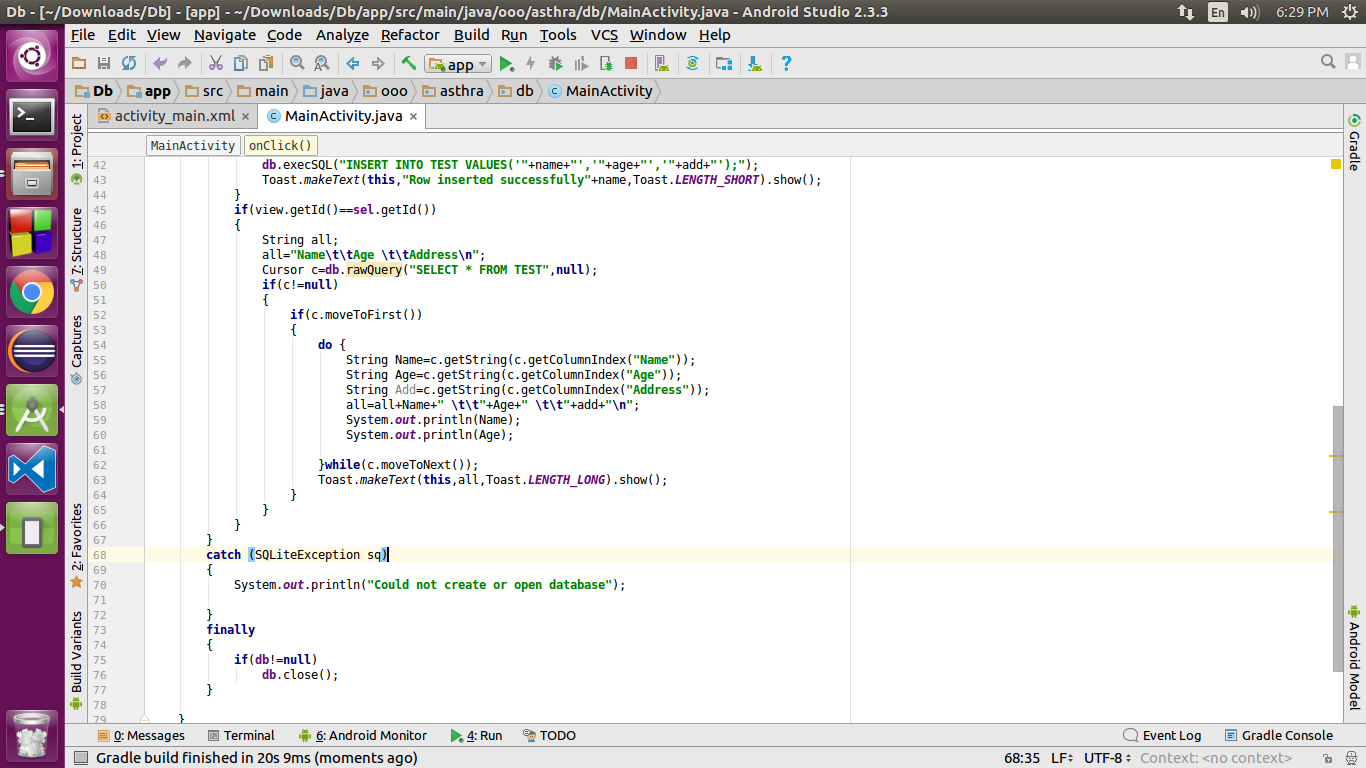 Db - [~/Downloads/Db] - [app] - ~/Downloads/Db/app/src/main/java/ooo/asthra/db/MainActivity.java - Android Studio 2.3.3
En
6:29 PM
File Edit View Navigate Code Analyze Refactor Build Run Tools VCS Window Help
app
Db app src main java ooo asthra db MainActivity
activity_main.xml × MainActivity.java ×
MainActivity onClick()
1: Project
7: Structure
Captures
2: Favorites
Build Variants
42 db.execSQL("INSERT INTO TEST VALUES('"+name+"','"+age+"','"+add+"');");
43 Toast.makeText(this,"Row inserted successfully"+name,Toast.LENGTH_SHORT).show();
44 }
45 if(view.getId()==sel.getId())
46 {
47 String all;
48 all="Name\t\tAge \t\tAddress\n";
49 Cursor c=db.rawQuery("SELECT * FROM TEST",null);
50 if(c!=null)
51 {
52 if(c.moveToFirst())
53 {
54 do {
55 String Name=c.getString(c.getColumnIndex("Name"));
56 String Age=c.getString(c.getColumnIndex("Age"));
57 String Add=c.getString(c.getColumnIndex("Address"));
58 all=all+Name+" \t\t"+Age+" \t\t"+add+"\n";
59 System.out.println(Name);
60 System.out.println(Age);
61
62 }while(c.moveToNext());
63 Toast.makeText(this,all,Toast.LENGTH_LONG).show();
64 }
65 }
66 }
67 }
68 catch (SQLiteException sq)
69 {
70 System.out.println("Could not create or open database");
71
72 }
73 finally
74 {
75 if(db!=null)
76 db.close();
77 }
78
79 }
Gradle
Android Model
0: Messages Terminal 6: Android Monitor 4: Run TODO Event Log Gradle Console
Gradle build finished in 20s 9ms (moments ago) 68:35 LF UTF-8 Context: <no context>